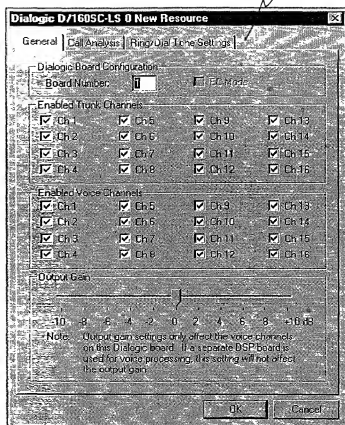 Dialogic D/160SC-LS 0 New Resource
General Call Analysis Ring/Dial Tone Settings
Dialogic Board Configuration
Board Number: 1 EC Mode
Enabled Trunk Channels
Ch 1 Ch 5 Ch 9 Ch 13
Ch 2 Ch 6 Ch 10 Ch 14
Ch 3 Ch 7 Ch 11 Ch 15
Ch 4 Ch 8 Ch 12 Ch 16
Enabled Voice Channels
Ch 1 Ch 5 Ch 9 Ch 13
Ch 2 Ch 6 Ch 10 Ch 14
Ch 3 Ch 7 Ch 11 Ch 15
Ch 4 Ch 8 Ch 12 Ch 16
Output Gain
-10 -8 -6 -4 -2 0 2 4 6 8 +10 dB
Note: Output gain settings only affect the voice channels
on this Dialogic board. If a separate DSP board is
used for voice processing, this setting will not affect
the output gain.
OK Cancel